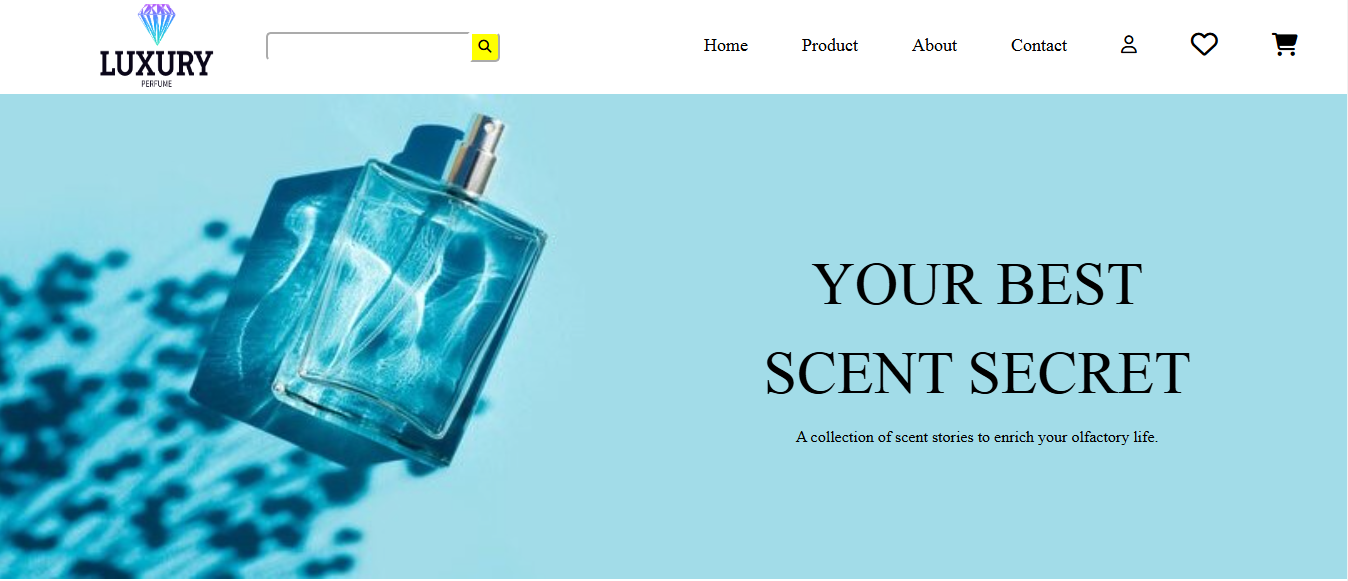 LUXURY
PERFUME
Home Product About Contact
YOUR BEST
SCENT SECRET
A collection of scent stories to enrich your olfactory life.